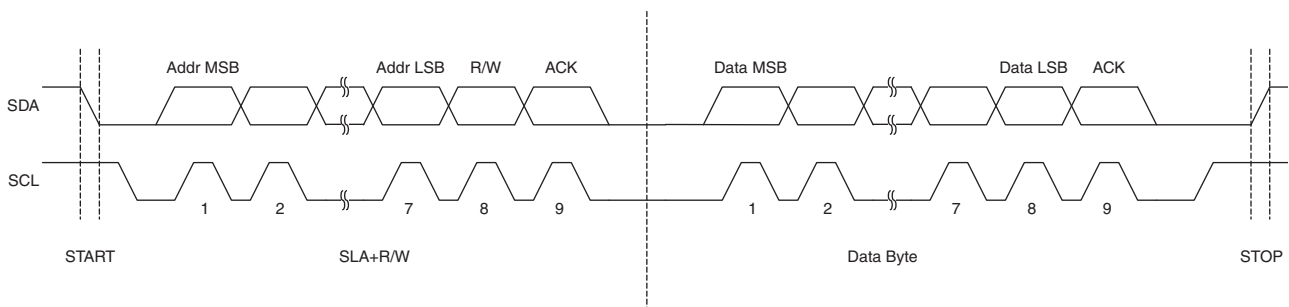 Addr MSB Addr LSB R/W ACK Data MSB Data LSB ACK
SDA
SCL
1 2 7 8 9 1 2 7 8 9
START SLA+R/W Data Byte STOP